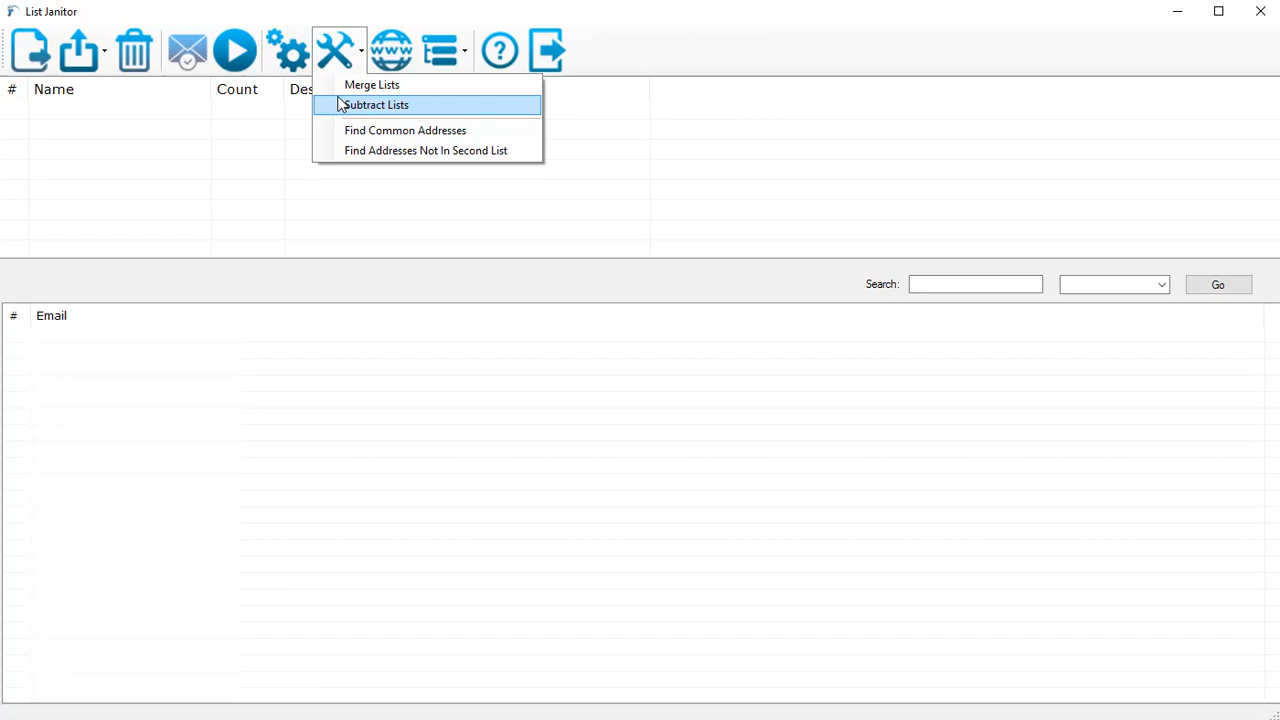 List Janitor
www
?
Merge Lists
# Name Count Des
Subtract Lists
Find Common Addresses
Find Addresses Not In Second List
Search: Go
# Email